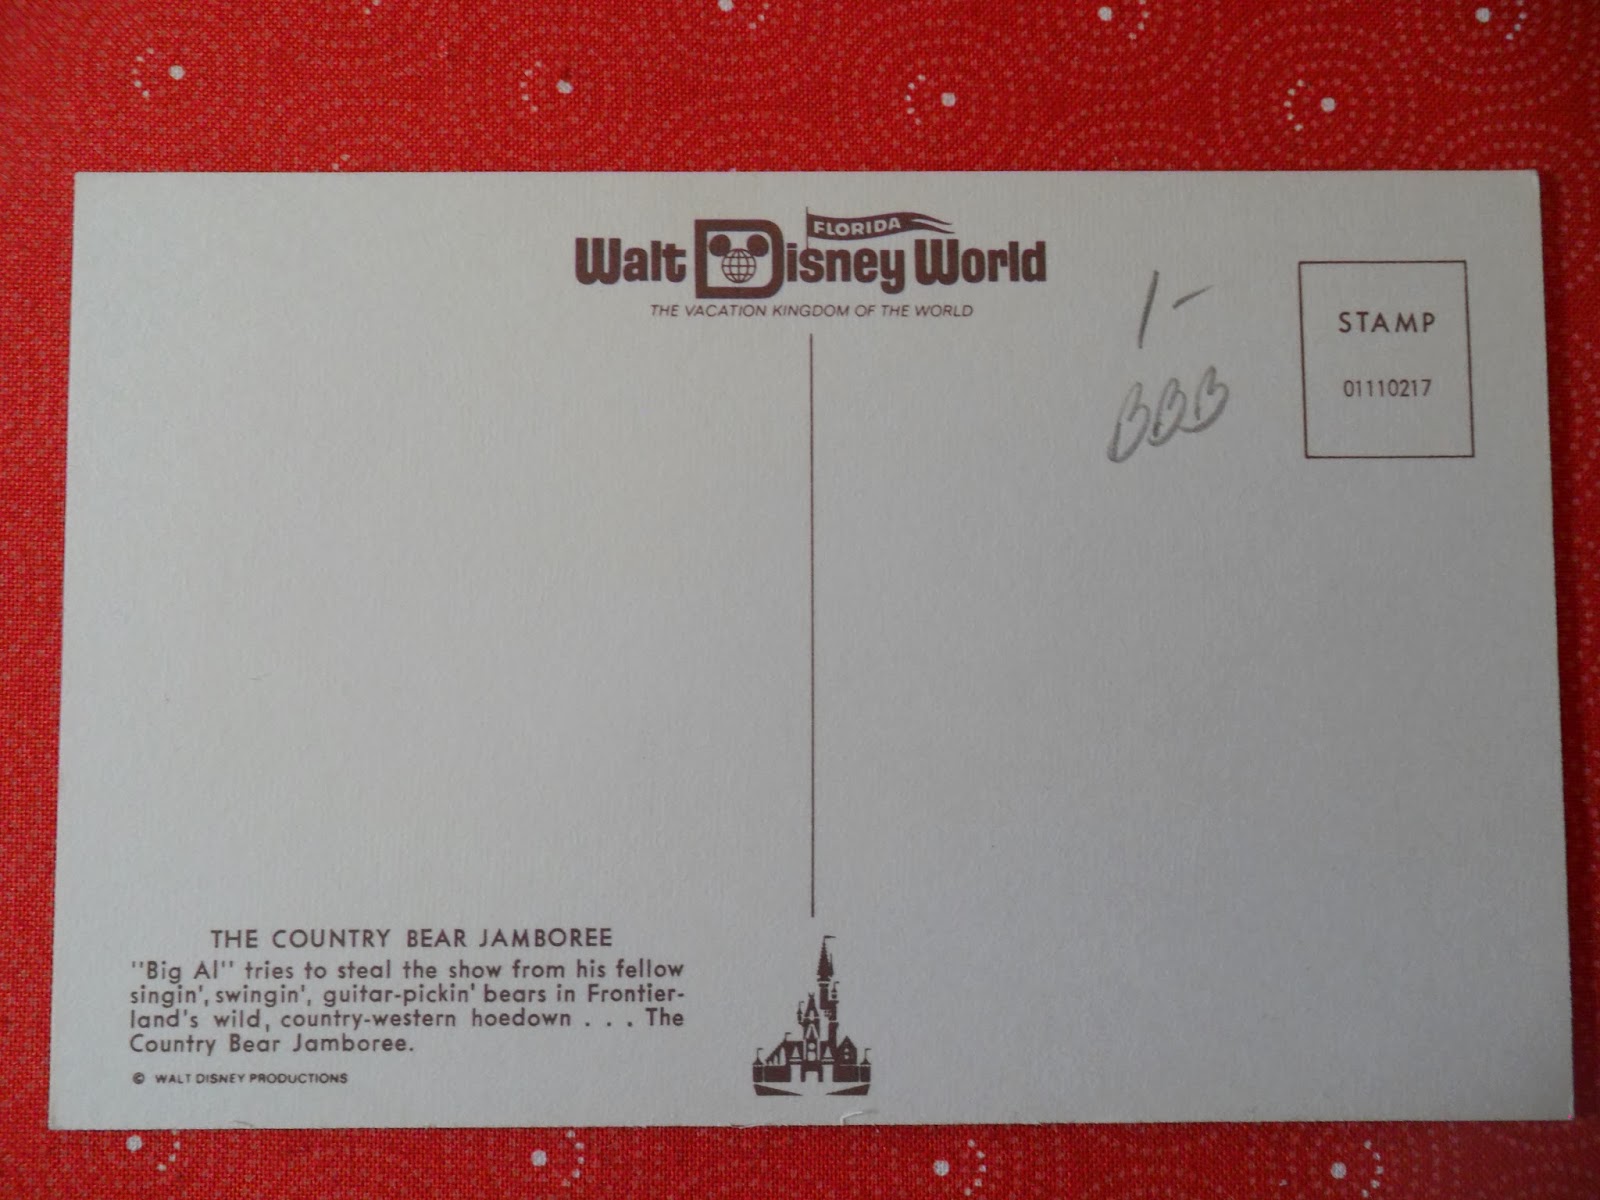 FLORIDA
Walt Disney World
THE VACATION KINGDOM OF THE WORLD
1-
BBB
STAMP
01110217
THE COUNTRY BEAR JAMBOREE
"Big Al" tries to steal the show from his fellow
singin', swingin', guitar-pickin' bears in Frontier-
land's wild, country-western hoedown . . . The
Country Bear Jamboree.
© WALT DISNEY PRODUCTIONS